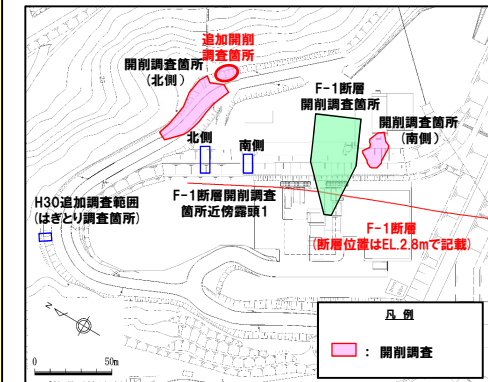 追加開削
調査箇所
開削調査箇所
(北側)
F-1断層
開削調査箇所
開削調査箇所
(南側)
北側
南側
F-1断層開削調査
箇所近傍露頭1
H30追加調査範囲
(はぎとり調査箇所)
F-1断層
(断層位置はEL.2.8mで記載)
N
0
50m
凡 例
: 開削調査